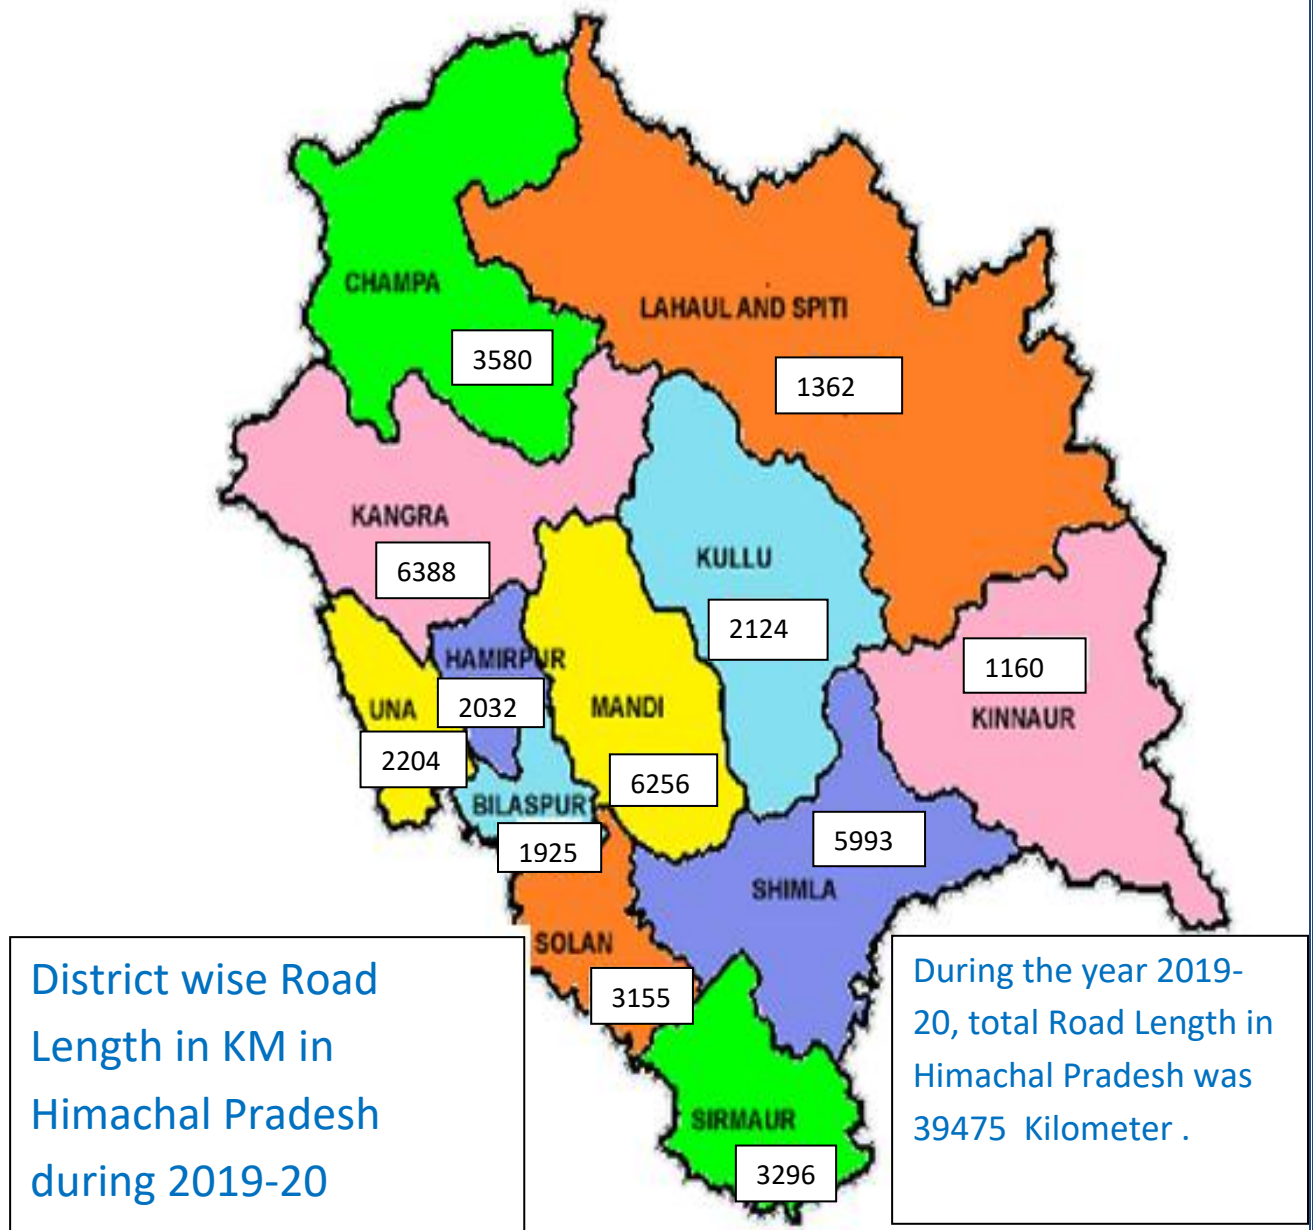 CHAMPA
3580
LAHAUL AND SPITI
1362
KANGRA
6388
KULLU
2124
HAMIRPUR
2032
UNA
2204
MANDI
6256
1160
KINNAUR
BILASPUR
1925
5993
SHIMLA
SOLAN
3155
SIRMAUR
3296
District wise Road
Length in KM in
Himachal Pradesh
during 2019-20
During the year 2019-
20, total Road Length in
Himachal Pradesh was
39475 Kilometer .